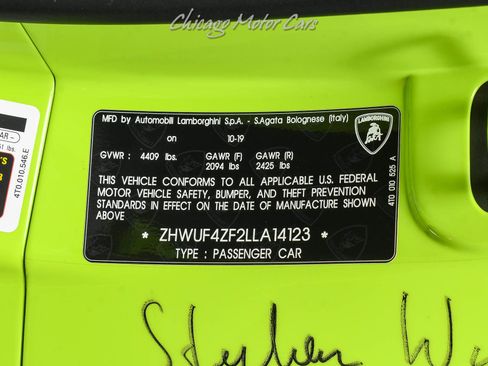 Chicago Motor Cars
MFD by Automobili Lamborghini S.p.A. - S.Agata Bolognese (Italy)
on 10-19
GVWR : 4409 lbs. GAWR (F) GAWR (R)
2094 lbs 2425 lbs
THIS VEHICLE CONFORMS TO ALL APPLICABLE U.S. FEDERAL
MOTOR VEHICLE SAFETY, BUMPER, AND THEFT PREVENTION
STANDARDS IN EFFECT ON THE DATE OF MANUFACTURE SHOWN
ABOVE
* ZHWUF4ZF2LLA14123 *
TYPE : PASSENGER CAR
LAMBORGHINI
4T0 010 525 A
4T0.010.546.E
Stephen